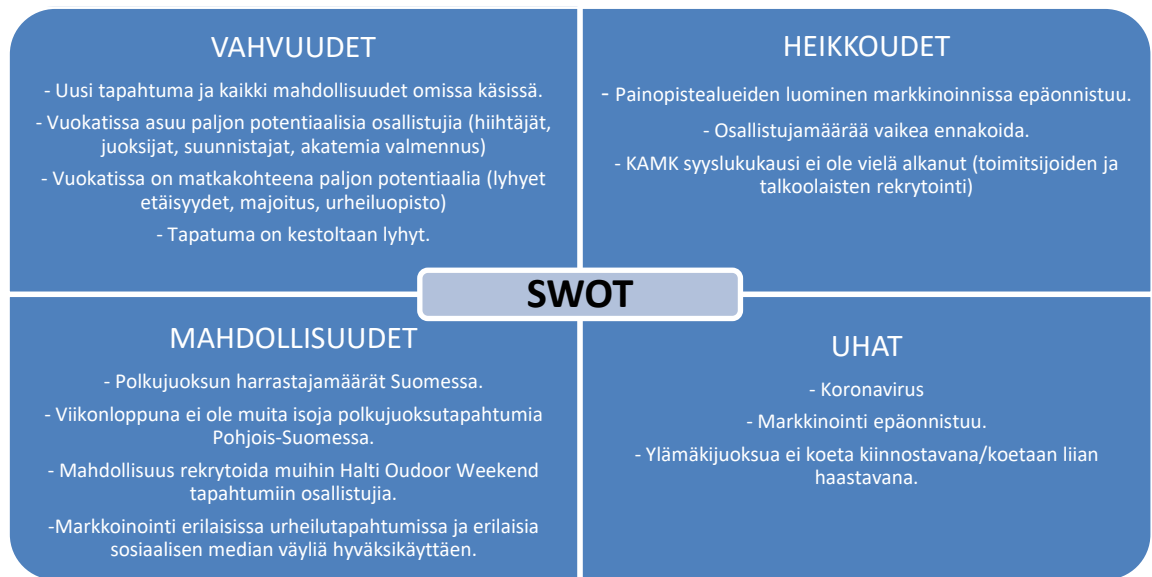 VAHVUUDET
- Uusi tapahtuma ja kaikki mahdollisuudet omissa käsissä.
- Vuokatissa asuu paljon potentiaalisia osallistujia (hiihtäjät,
juoksijat, suunnistajat, akatemia valmennus)
- Vuokatissa on matkakohteena paljon potentiaalia (lyhyet
etäisyydet, majoitus, urheiluopisto)
- Tapatuma on kestoltaan lyhyt.
HEIKKOUDET
- Painopistealueiden luominen markkinoinnissa epäonnistuu.
- Osallistujamäärää vaikea ennakoida.
- KAMK syyslukukausi ei ole vielä alkanut (toimitsijoiden ja
talkoolaisten rekrytointi)
SWOT
MAHDOLLISUUDET
- Polkujuoksun harrastajamäärät Suomessa.
- Viikonloppuna ei ole muita isoja polkujuoksutapahtumia
Pohjois-Suomessa.
- Mahdollisuus rekrytoida muihin Halti Oudoor Weekend
tapahtumiin osallistujia.
-Markkoinointi erilaisissa urheilutapahtumissa ja erilaisia
sosiaalisen median väyliä hyväksikäyttäen.
UHAT
- Koronavirus
- Markkinointi epäonnistuu.
- Ylämäkijuoksua ei koeta kiinnostavana/koetaan liian
haastavana.